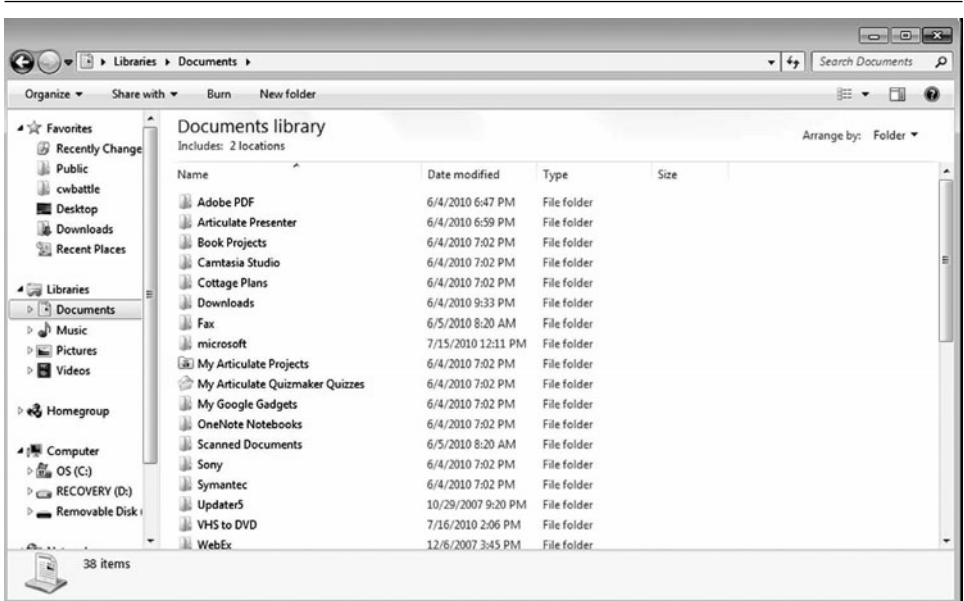 Libraries Documents
Search Documents
Organize Share with Burn New folder
Favorites
Recently Change
Public
cwbattle
Desktop
Downloads
Recent Places
Libraries
Documents
Music
Pictures
Videos
Homegroup
Computer
OS (C:)
RECOVERY (D:)
Removable Disk
Documents library
Includes: 2 locations
Arrange by: Folder
Name Date modified Type Size
Adobe PDF 6/4/2010 6:47 PM File folder
Articulate Presenter 6/4/2010 6:59 PM File folder
Book Projects 6/4/2010 7:02 PM File folder
Camtasia Studio 6/4/2010 7:02 PM File folder
Cottage Plans 6/4/2010 7:02 PM File folder
Downloads 6/4/2010 9:33 PM File folder
Fax 6/5/2010 8:20 AM File folder
microsoft 7/15/2010 12:11 PM File folder
My Articulate Projects 6/4/2010 7:02 PM File folder
My Articulate Quizmaker Quizzes 6/4/2010 7:02 PM File folder
My Google Gadgets 6/4/2010 7:02 PM File folder
OneNote Notebooks 6/4/2010 7:02 PM File folder
Scanned Documents 6/5/2010 8:20 AM File folder
Sony 6/4/2010 7:02 PM File folder
Symantec 6/4/2010 7:02 PM File folder
Updater5 10/29/2007 9:20 PM File folder
VHS to DVD 7/16/2010 2:06 PM File folder
WebEx 12/6/2007 3:45 PM File folder
38 items